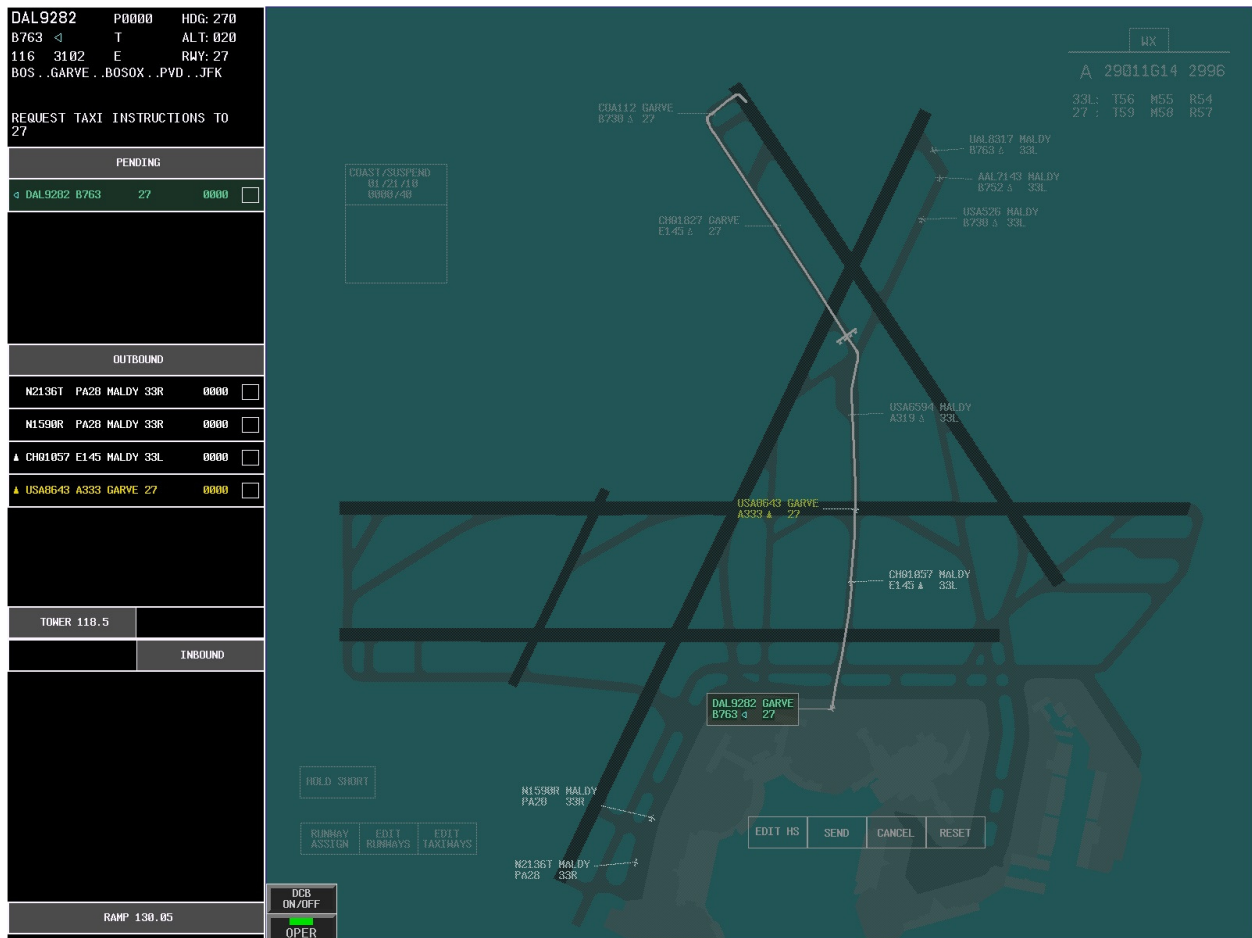 DAL9282 P0000 HDG: 270
B763 ◁ T ALT: 020
116 3102 E RWY: 27
BOS..GARVE..BOSOX..PVD..JFK
REQUEST TAXI INSTRUCTIONS TO
27
PENDING
DAL9282 B763 27 0000
OUTBOUND
N2136T PA28 MALDY 33R 0000
N1590R PA28 MALDY 33R 0000
CHQ1057 E145 MALDY 33L 0000
USA8643 A333 GARVE 27 0000
TOWER 118.5
INBOUND
RAMP 130.05
WX
A 29011G14 2996
33L: T56 M55 R54
27 : T59 M58 R57
COAST/SUSPEND
01/21/10
0000/40
COA112 GARVE
B738 ∆ 27
UAL8317 MALDY
B763 ∆ 33L
AAL7143 MALDY
B752 ∆ 33L
CHQ1827 GARVE
E145 ∆ 27
USA526 MALDY
B738 ∆ 33L
USA6594 MALDY
A319 ∆ 33L
USA8643 GARVE
A333 ▲ 27
CHQ1057 MALDY
E145 ▲ 33L
DAL9282 GARVE
B763 ◁ 27
N1590R MALDY
PA28 33R
N2136T MALDY
PA28 33R
HOLD SHORT
RUNWAY ASSIGN
EDIT RUNWAYS
EDIT TAXIWAYS
EDIT HS
SEND
CANCEL
RESET
DCB
ON/OFF
OPER